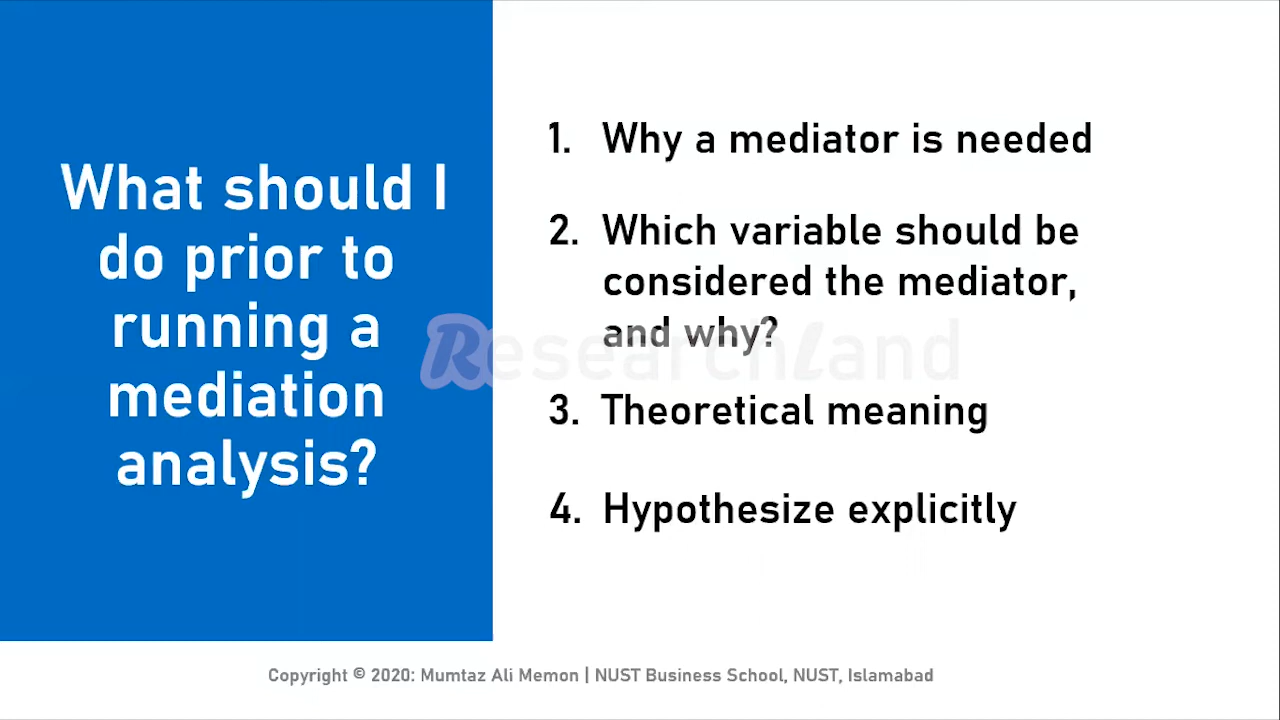 What should I
do prior to
running a
mediation
analysis?
1. Why a mediator is needed
2. Which variable should be
considered the mediator,
and why?
ResearchLand
3. Theoretical meaning
4. Hypothesize explicitly
Copyright © 2020: Mumtaz Ali Memon | NUST Business School, NUST, Islamabad